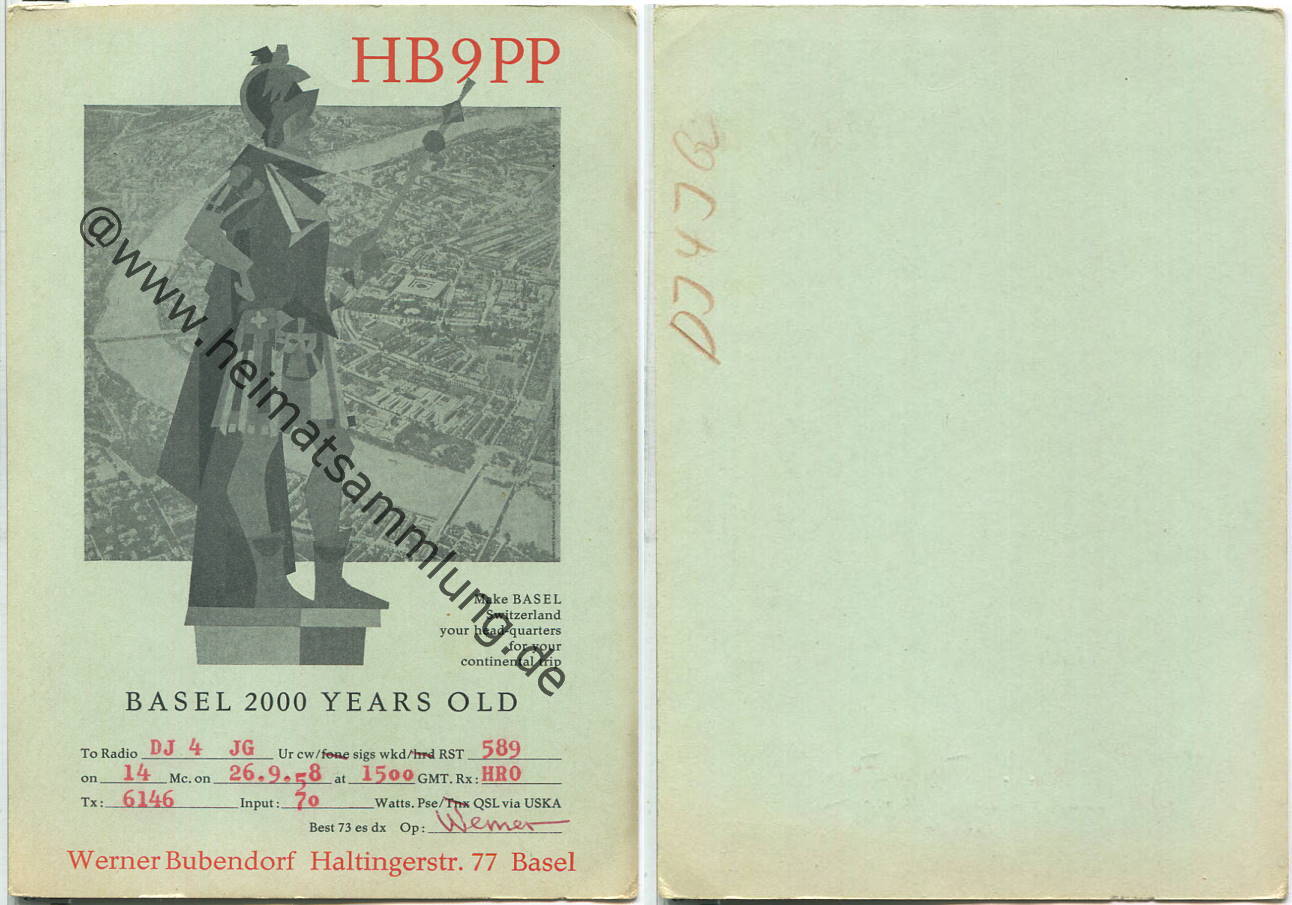 HB9PP
@www.heimatsammlung.de
Make BASEL
Switzerland
your head-quarters
for your
continental trip
BASEL 2000 YEARS OLD
To Radio DJ 4 JG Ur cw/fone sigs wkd/hrd RST 589
on 14 Mc. on 26.9.58 at 1500 GMT. Rx: HRO
Tx: 6146 Input: 70 Watts. Pse/Tnx QSL via USKA
Best 73 es dx Op: Werner
Werner Bubendorf Haltingerstr. 77 Basel
DJ4JG